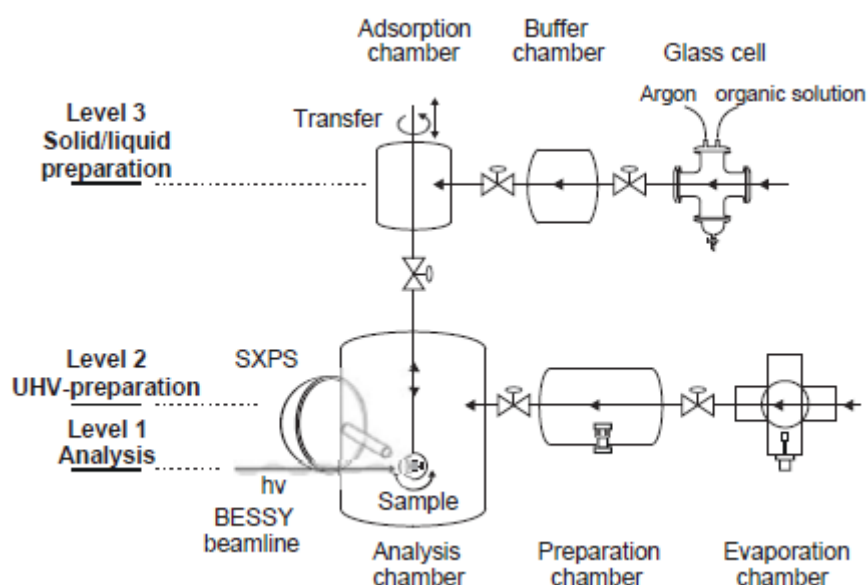 Adsorption
chamber
Buffer
chamber
Glass cell
Argon organic solution
Level 3
Solid/liquid
preparation
Transfer
Level 2
UHV-preparation
SXPS
Level 1
Analysis
hv
BESSY
beamline
Sample
Analysis
chamber
Preparation
chamber
Evaporation
chamber